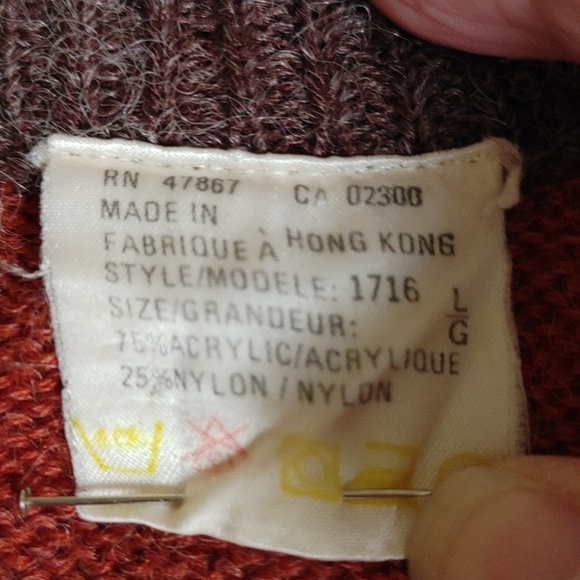 RN 47867 CA 02300
MADE IN
FABRIQUE À HONG KONG
STYLE/MODELE: 1716
SIZE/GRANDEUR: L/G
75%ACRYLIC/ACRYLIQUE
25%NYLON / NYLON